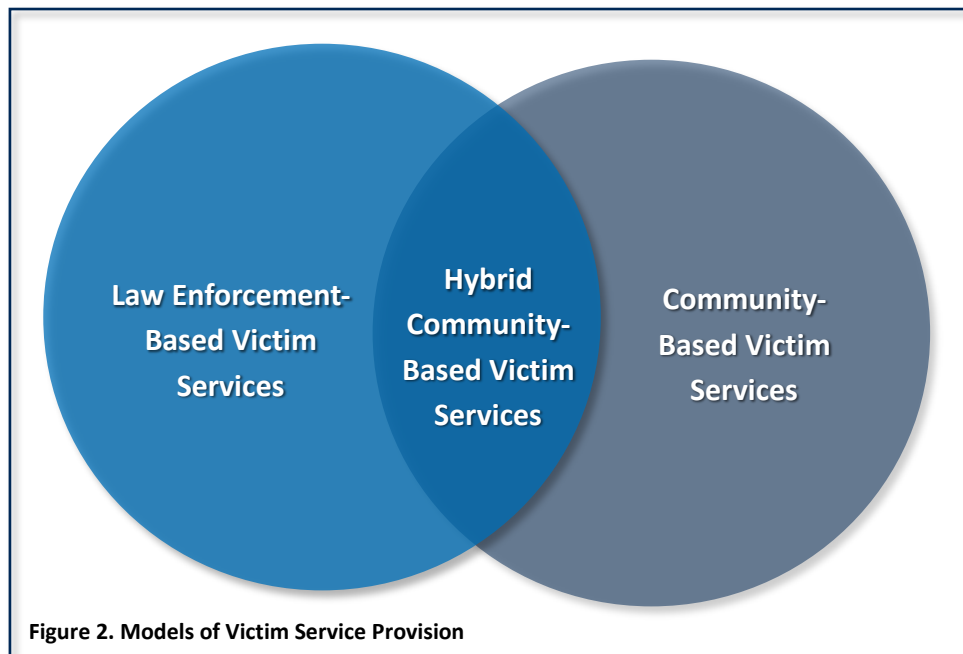 Law Enforcement-
Based Victim
Services
Hybrid
Community-
Based Victim
Services
Community-
Based Victim
Services
Figure 2. Models of Victim Service Provision